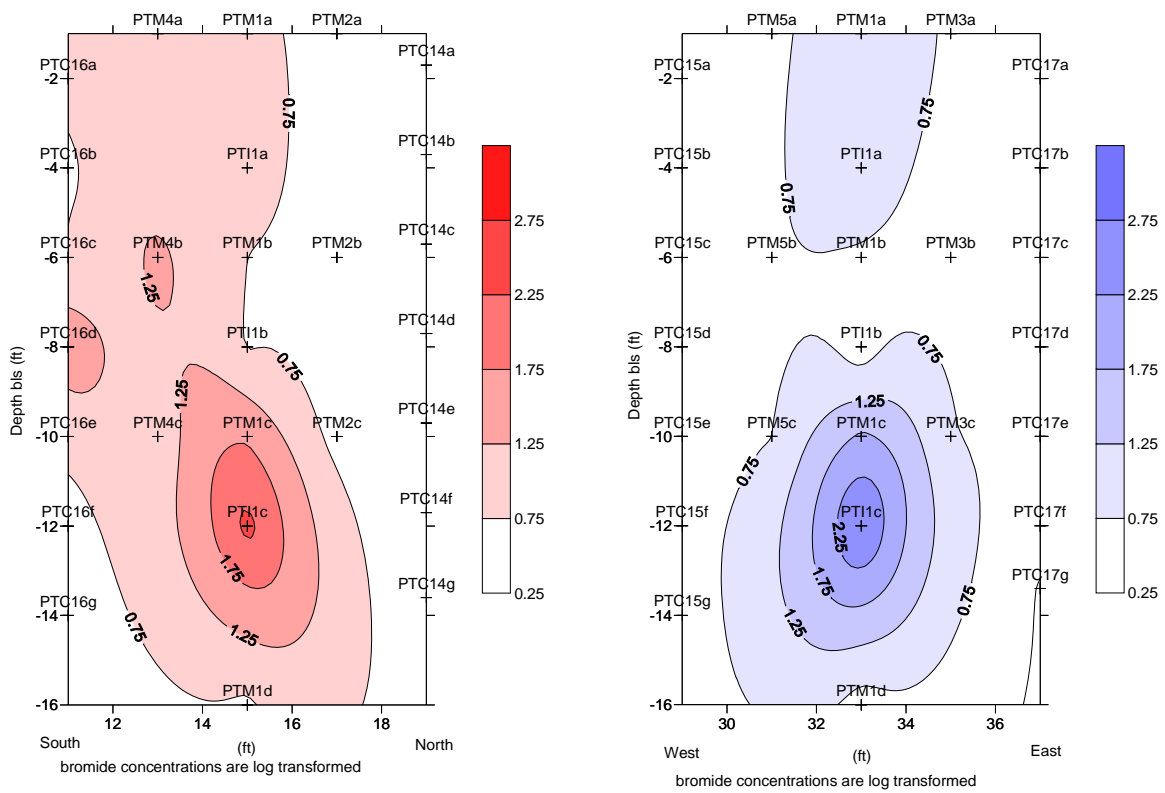 PTM4a PTM1a PTM2a
PTC14a
PTC16a
-2
0.75
PTC14b
PTC16b
PTI1a
-4
PTC14c
PTC16c PTM4b PTM1b PTM2b
-6
1.25
PTC14d
PTC16d PTI1b
-8
0.75
1.25
PTC14e
PTC16e PTM4c PTM1c PTM2c
-10
PTC14f
PTC16f PTI1c
-12
1.75
PTC14g
PTC16g
-14
0.75
1.25
PTM1d
-16
12 14 16 18
Depth bls (ft)
South (ft) North
bromide concentrations are log transformed
2.75
2.25
1.75
1.25
0.75
0.25
PTM5a PTM1a PTM3a
PTC15a PTC17a
-2
0.75
PTC15b PTI1a PTC17b
-4
0.75
PTC15c PTM5b PTM1b PTM3b PTC17c
-6
PTC15d PTI1b PTC17d
-8
0.75
1.25
PTC15e PTM5c PTM1c PTM3c PTC17e
-10
0.75
PTC15f PTI1c PTC17f
-12
2.25
1.75
PTC17g
PTC15g
0.75
-14
1.25
PTM1d
-16
30 32 34 36
Depth bls (ft)
West (ft) East
bromide concentrations are log transformed
2.75
2.25
1.75
1.25
0.75
0.25